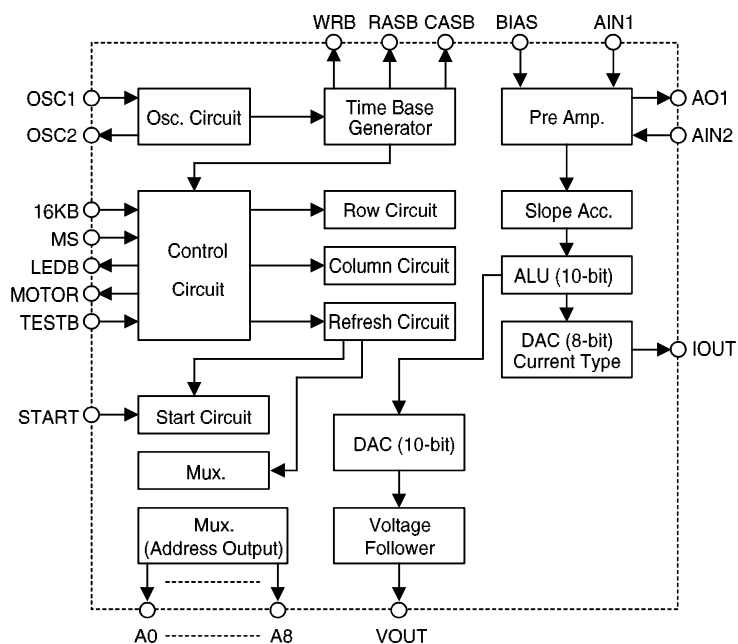 WRB RASB CASB BIAS AIN1
OSC1
OSC2
Osc. Circuit
Time Base
Generator
Pre Amp.
AO1
AIN2
16KB
MS
LEDB
MOTOR
TESTB
Control
Circuit
Row Circuit
Column Circuit
Refresh Circuit
Slope Acc.
ALU (10-bit)
DAC (8-bit)
Current Type
IOUT
START
Start Circuit
DAC (10-bit)
Mux.
Mux.
(Address Output)
Voltage
Follower
A0 A8 VOUT